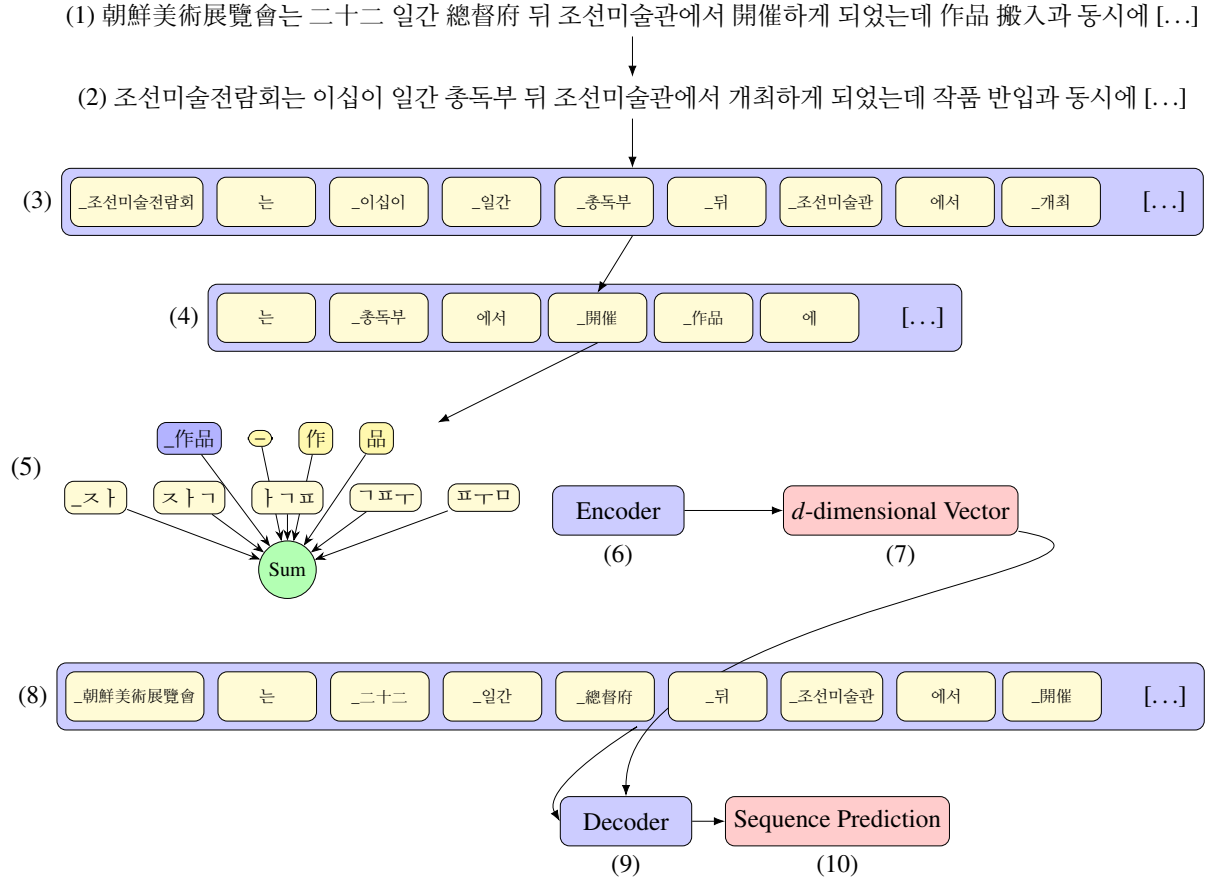 (1) 朝鮮美術展覽會는 二十二 일간 總督府 뒤 조선미술관에서 開催하게 되었는데 作品 搬入과 동시에 [...]
(2) 조선미술전람회는 이십이 일간 총독부 뒤 조선미술관에서 개최하게 되었는데 작품 반입과 동시에 [...]
(3) _조선미술전람회 는 _이십이 _일간 _총독부 _뒤 _조선미술관 에서 _개최 [...]
(4) 는 _총독부 에서 _開催 _作品 에 [...]
_作品 _ 作 品
(5)
_ㅈㅏ ㅈㅏㄱ ㅏㄱㅍ ㄱㅍㅜ ㅍㅜㅁ
Encoder d-dimensional Vector
(6) (7)
Sum
(8) _朝鮮美術展覽會 는 _二十二 _일간 _總督府 _뒤 _조선미술관 에서 _開催 [...]
Decoder Sequence Prediction
(9) (10)